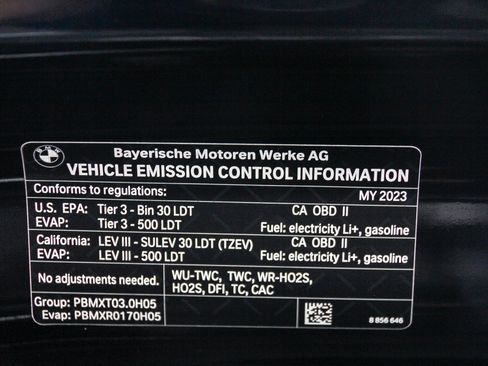 BMW
Bayerische Motoren Werke AG
VEHICLE EMISSION CONTROL INFORMATION
Conforms to regulations: MY 2023
U.S. EPA: Tier 3 - Bin 30 LDT CA OBD II
EVAP: Tier 3 - 500 LDT Fuel: electricity Li+, gasoline
California: LEV III - SULEV 30 LDT (TZEV) CA OBD II
EVAP: LEV III - 500 LDT Fuel: electricity Li+, gasoline
No adjustments needed. WU-TWC, TWC, WR-HO2S,
HO2S, DFI, TC, CAC
Group: PBMXT03.0H05
Evap: PBMXR0170H05 8 856 646